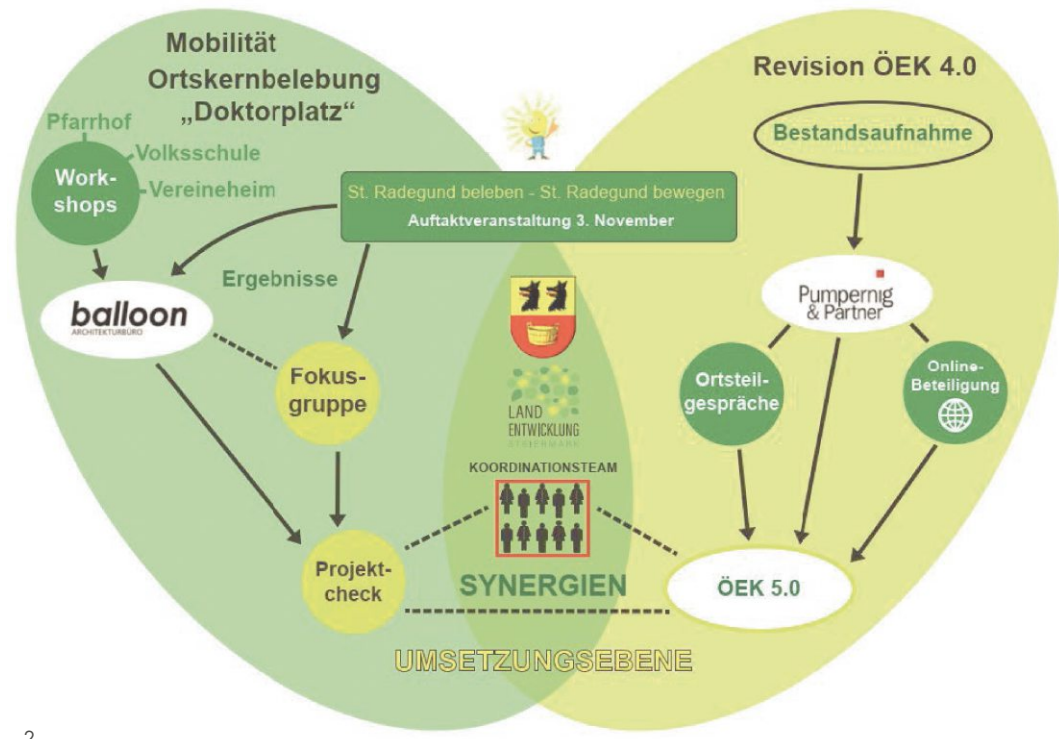 Mobilität
Ortskernbelebung
„Doktorplatz“
Pfarrhof
Volksschule
Vereineheim
Work-
shops
St. Radegund beleben - St. Radegund bewegen
Auftaktveranstaltung 3. November
Ergebnisse
balloon
ARCHITEKTURBÜRO
Fokus-
gruppe
Projekt-
check
LAND
ENTWICKLUNG
STEIERMARK
KOORDINATIONSTEAM
SYNERGIEN
UMSETZUNGSEBENE
Revision ÖEK 4.0
Bestandsaufnahme
Pumpernig
& Partner
Ortsteil-
gespräche
Online-
Beteiligung
ÖEK 5.0
2